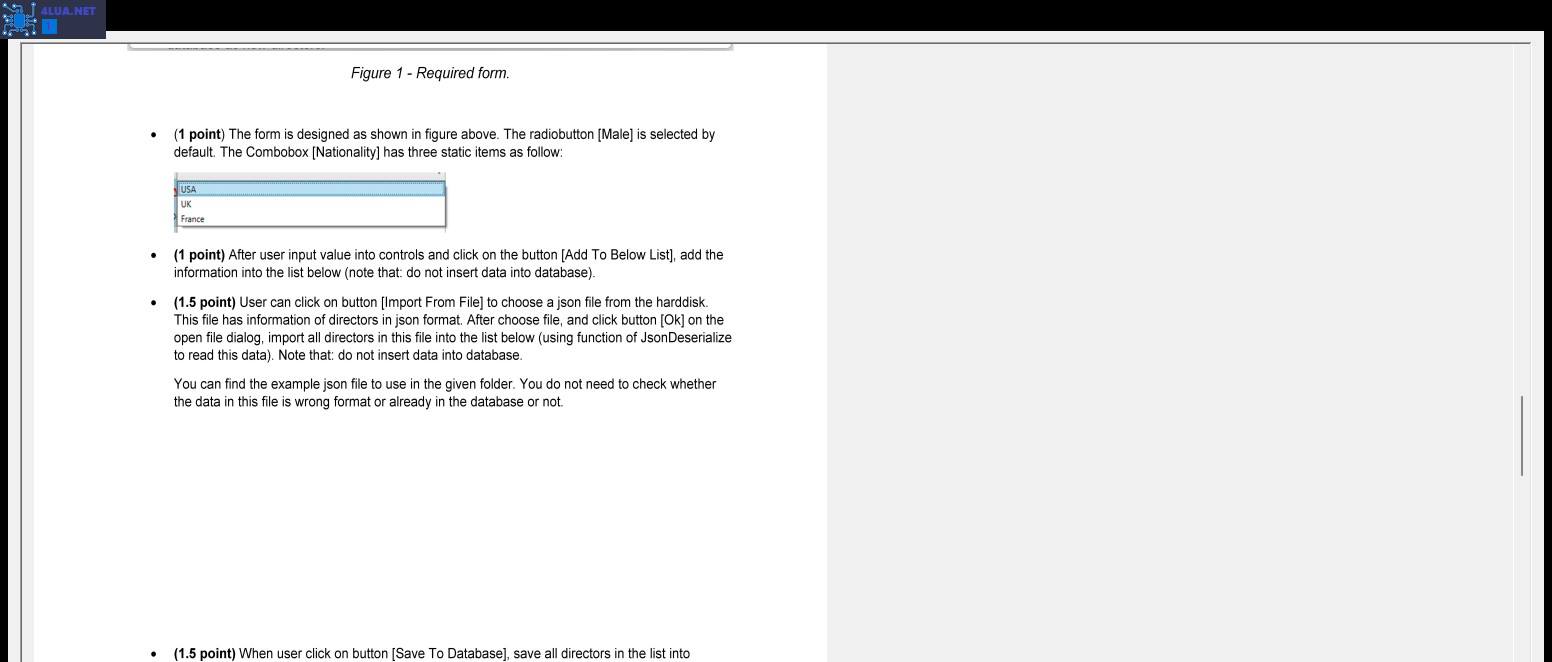 4LUA.NET
1
Figure 1 - Required form.
• (1 point) The form is designed as shown in figure above. The radiobutton [Male] is selected by
default. The Combobox [Nationality] has three static items as follow:
USA
UK
France
• (1 point) After user input value into controls and click on the button [Add To Below List], add the
information into the list below (note that: do not insert data into database).
• (1.5 point) User can click on button [Import From File] to choose a json file from the harddisk.
This file has information of directors in json format. After choose file, and click button [Ok] on the
open file dialog, import all directors in this file into the list below (using function of JsonDeserialize
to read this data). Note that: do not insert data into database.
You can find the example json file to use in the given folder. You do not need to check whether
the data in this file is wrong format or already in the database or not.
• (1.5 point) When user click on button [Save To Database], save all directors in the list into